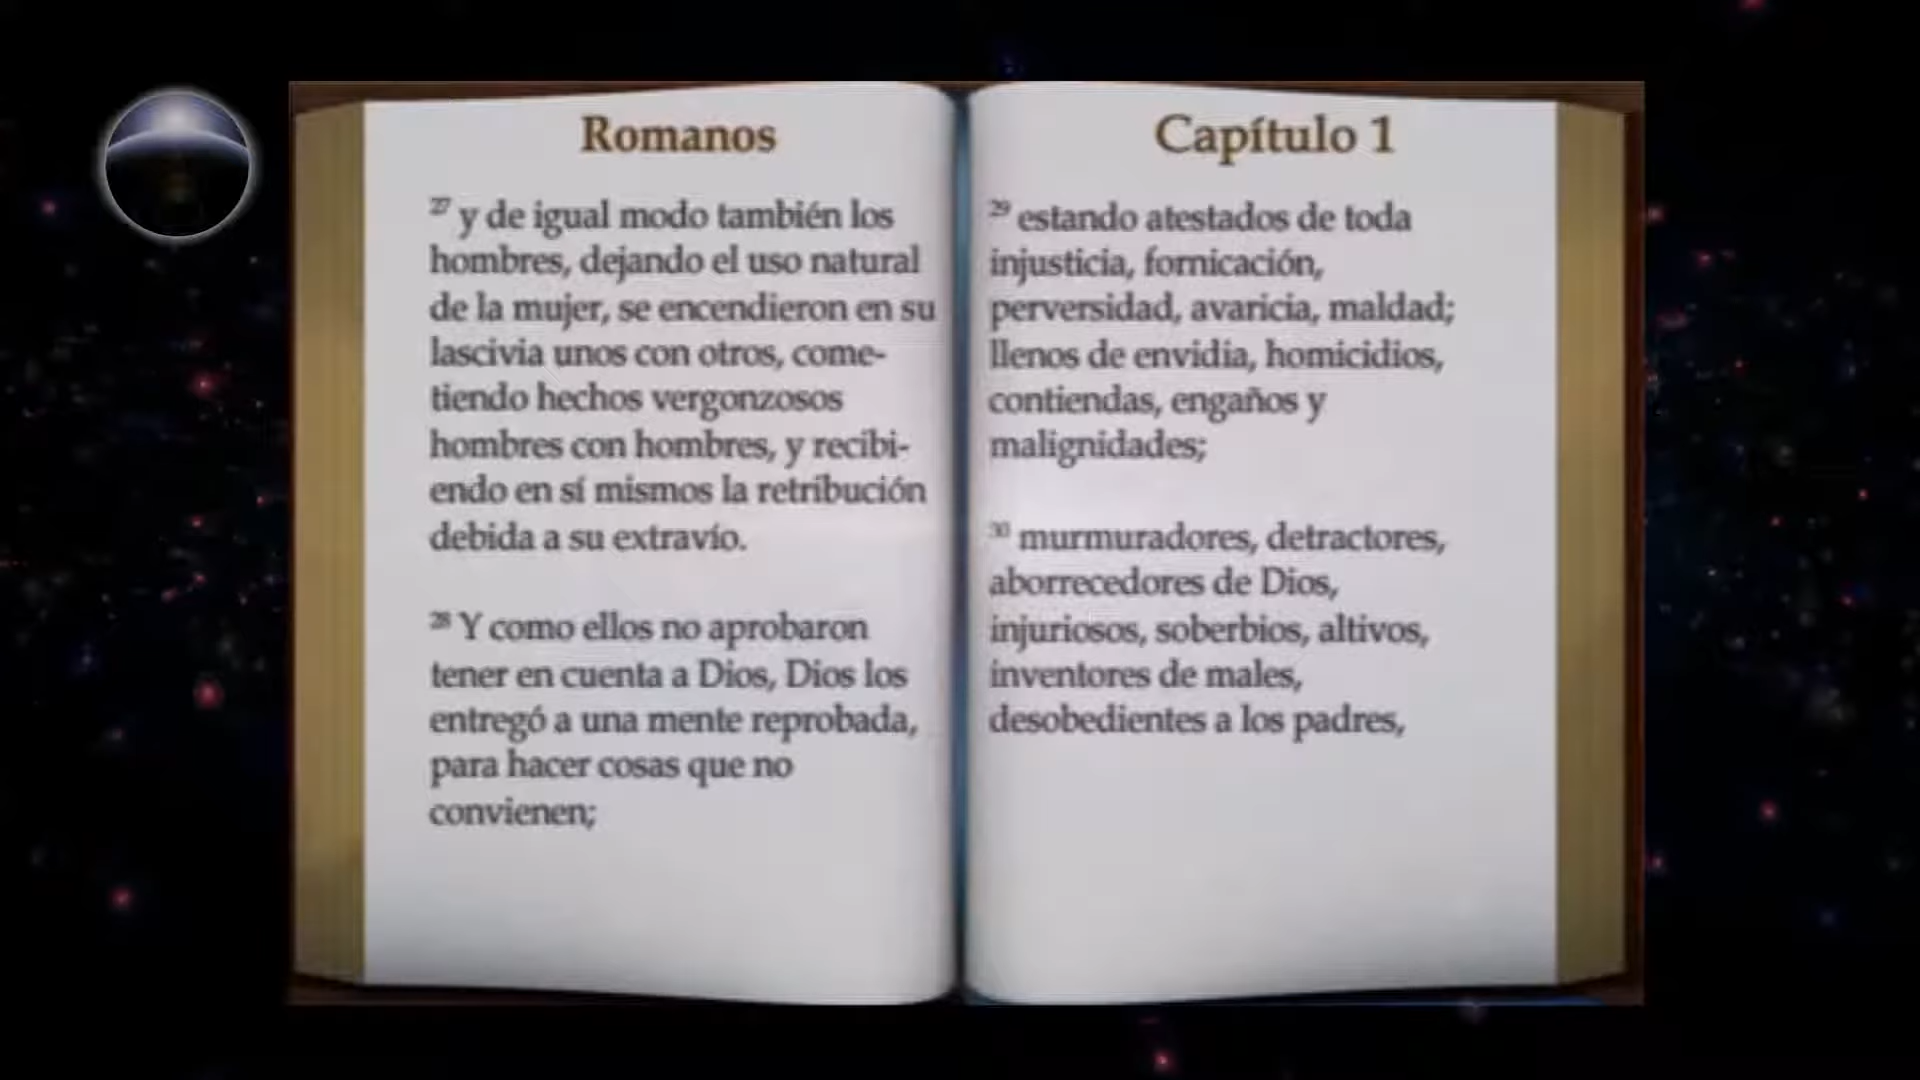 Romanos
27 y de igual modo también los
hombres, dejando el uso natural
de la mujer, se encendieron en su
lascivia unos con otros, come-
tiendo hechos vergonzosos
hombres con hombres, y recibi-
endo en sí mismos la retribución
debida a su extravío.
28 Y como ellos no aprobaron
tener en cuenta a Dios, Dios los
entregó a una mente reprobada,
para hacer cosas que no
convienen;
Capítulo 1
29 estando atestados de toda
injusticia, fornicación,
perversidad, avaricia, maldad;
llenos de envidia, homicidios,
contiendas, engaños y
malignidades;
30 murmuradores, detractores,
aborrecedores de Dios,
injuriosos, soberbios, altivos,
inventores de males,
desobedientes a los padres,